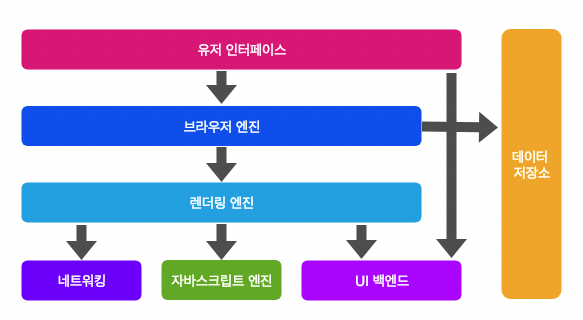 유저 인터페이스
브라우저 엔진
데이터
저장소
렌더링 엔진
네트워킹
자바스크립트 엔진
UI 백엔드